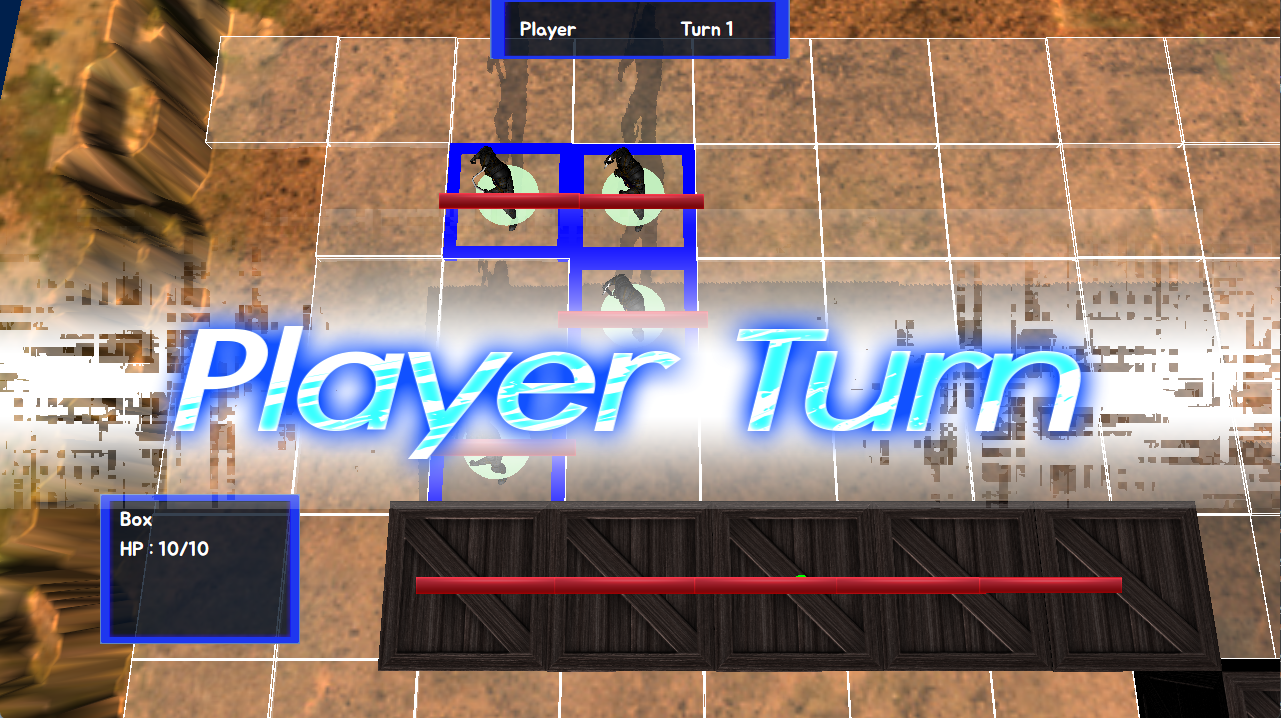 Player Turn 1
Player Turn
Box
HP : 10/10